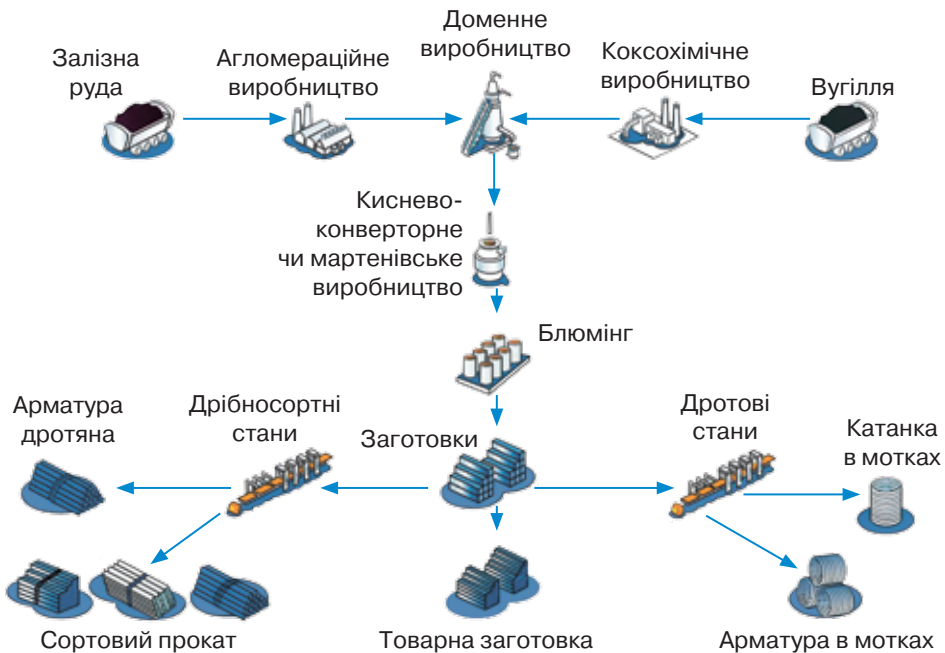 Залізна
руда
Агломераційне
виробництво
Доменне
виробництво
Коксохімічне
виробництво
Вугілля
Киснево-
конверторне
чи мартенівське
виробництво
Блюмінг
Арматура
дротяна
Дрібносортні
стани
Заготовки
Дротові
стани
Катанка
в мотках
Сортовий прокат
Товарна заготовка
Арматура в мотках